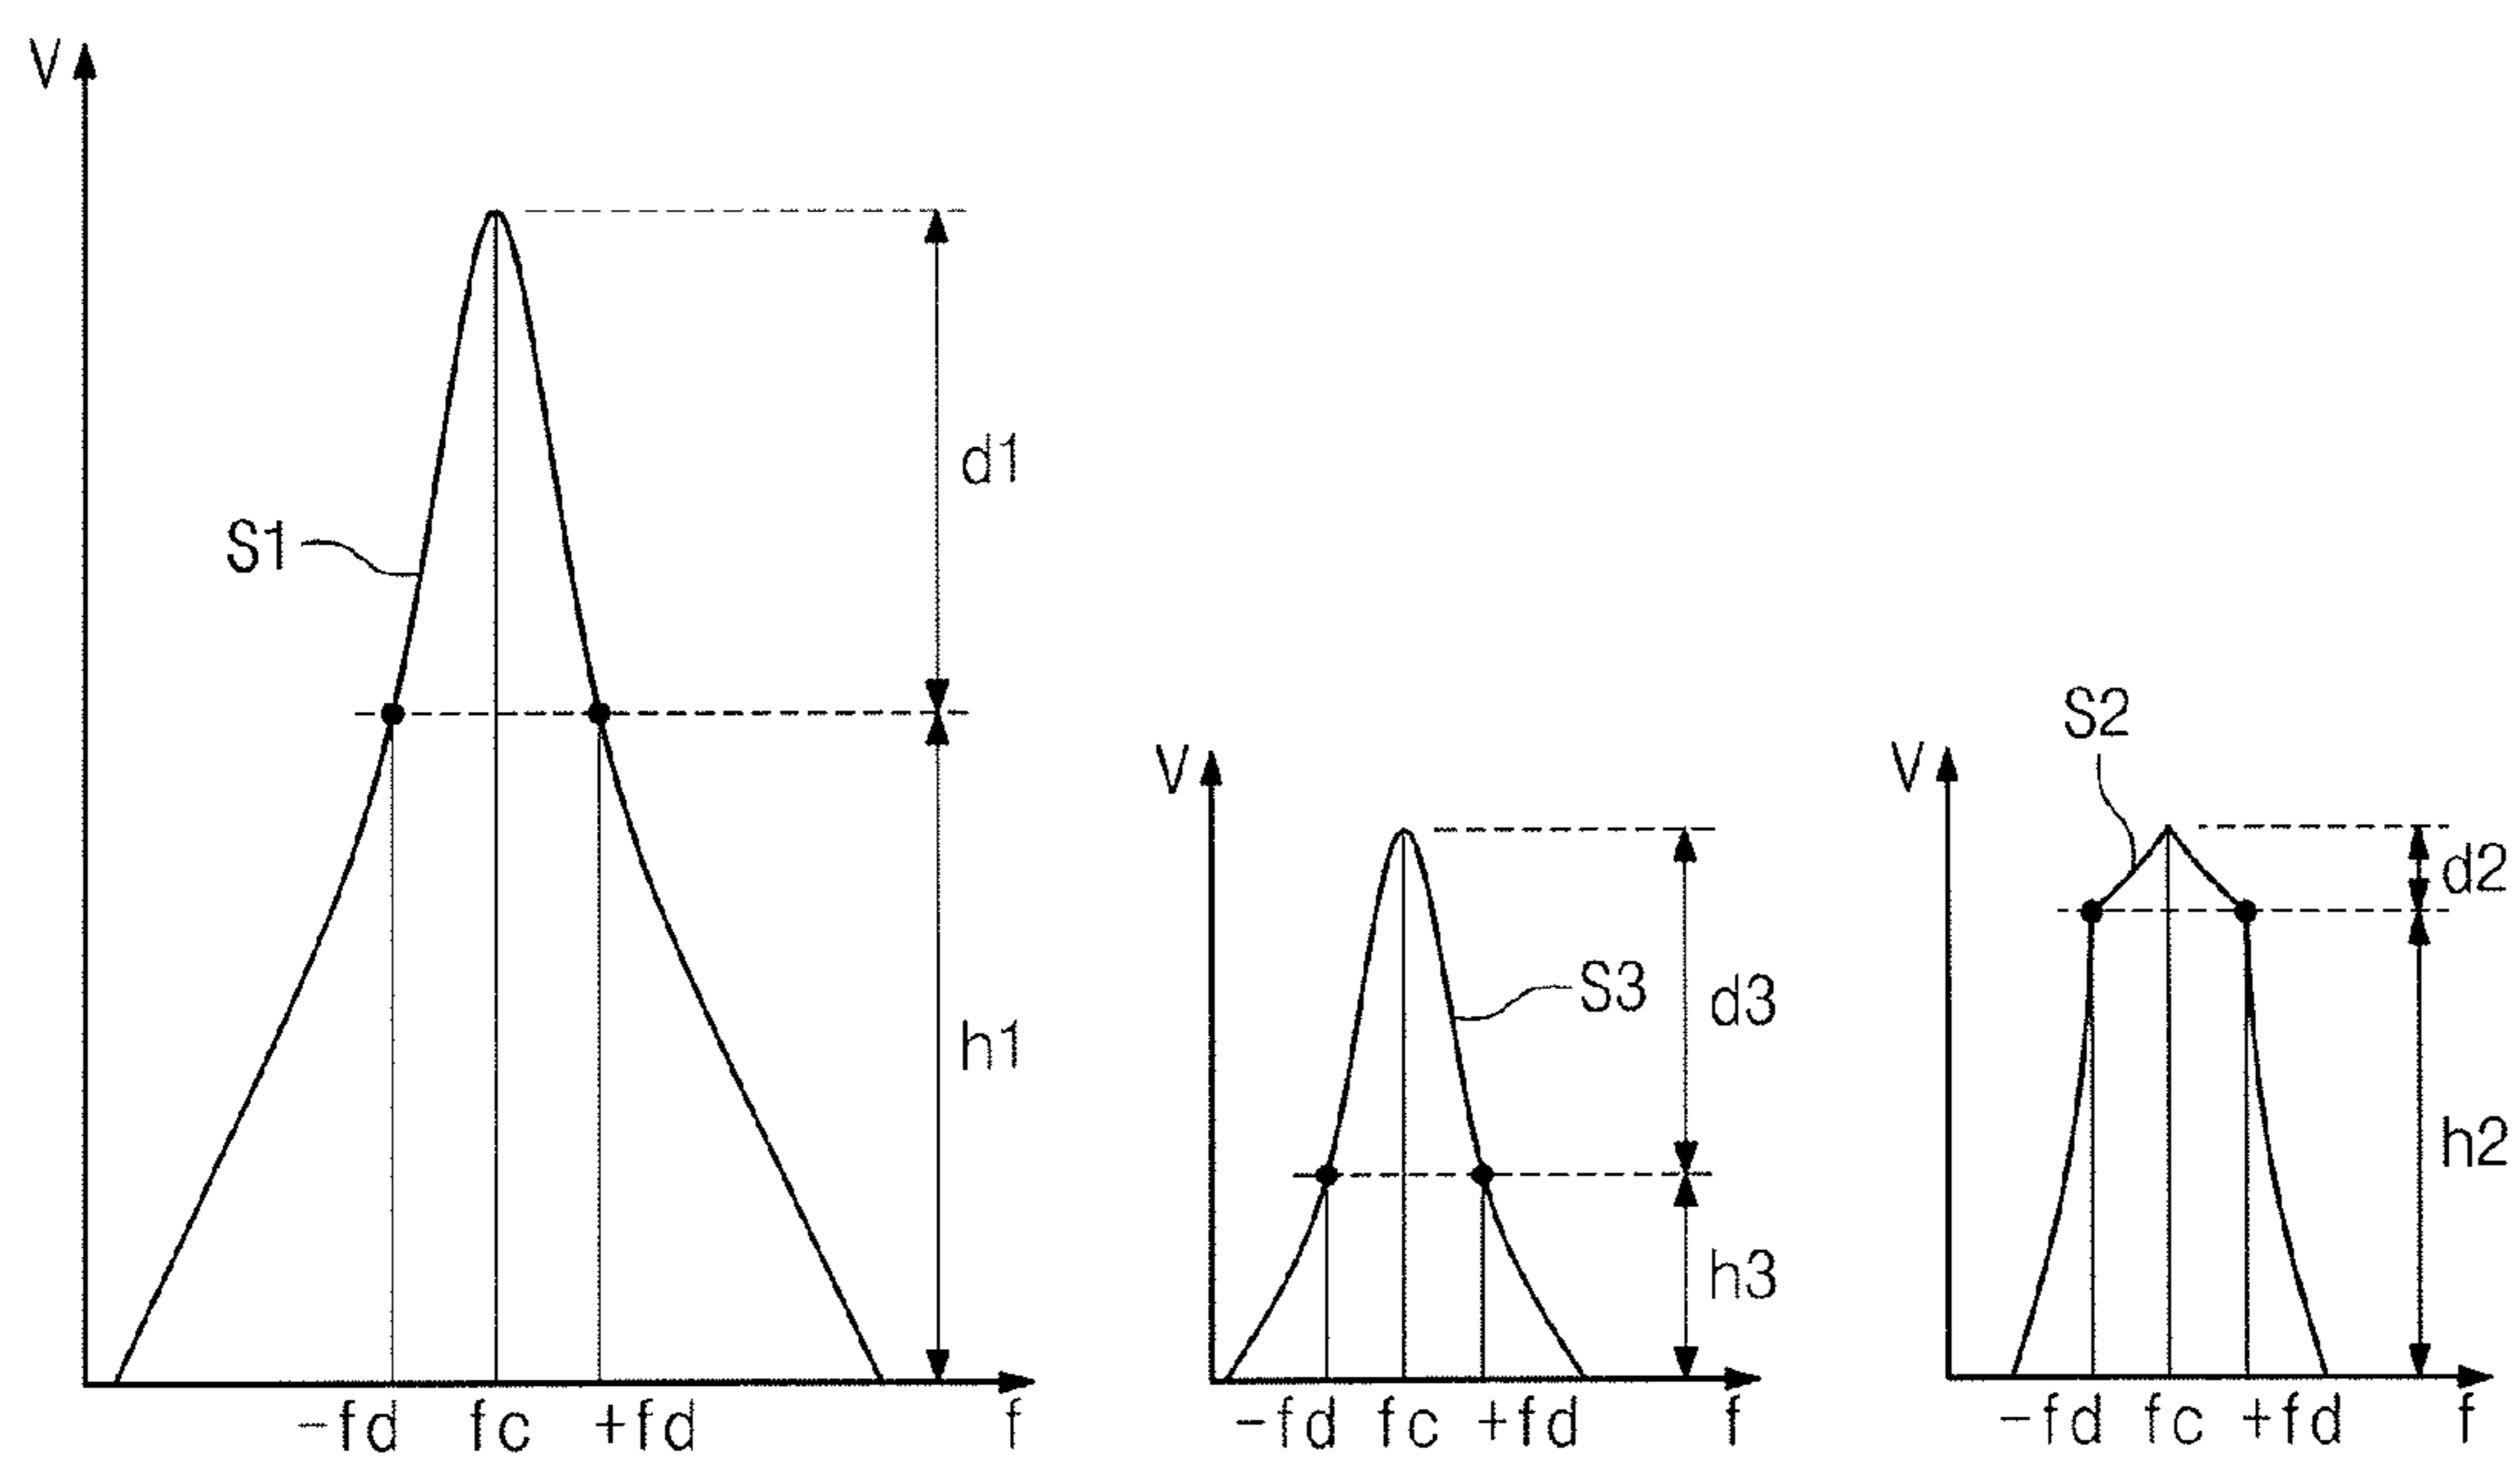 V
d1
S1
h1
-fd fc +fd f
V
d3
S3
h3
-fd fc +fd f
S2
V
d2
h2
-fd fc +fd f